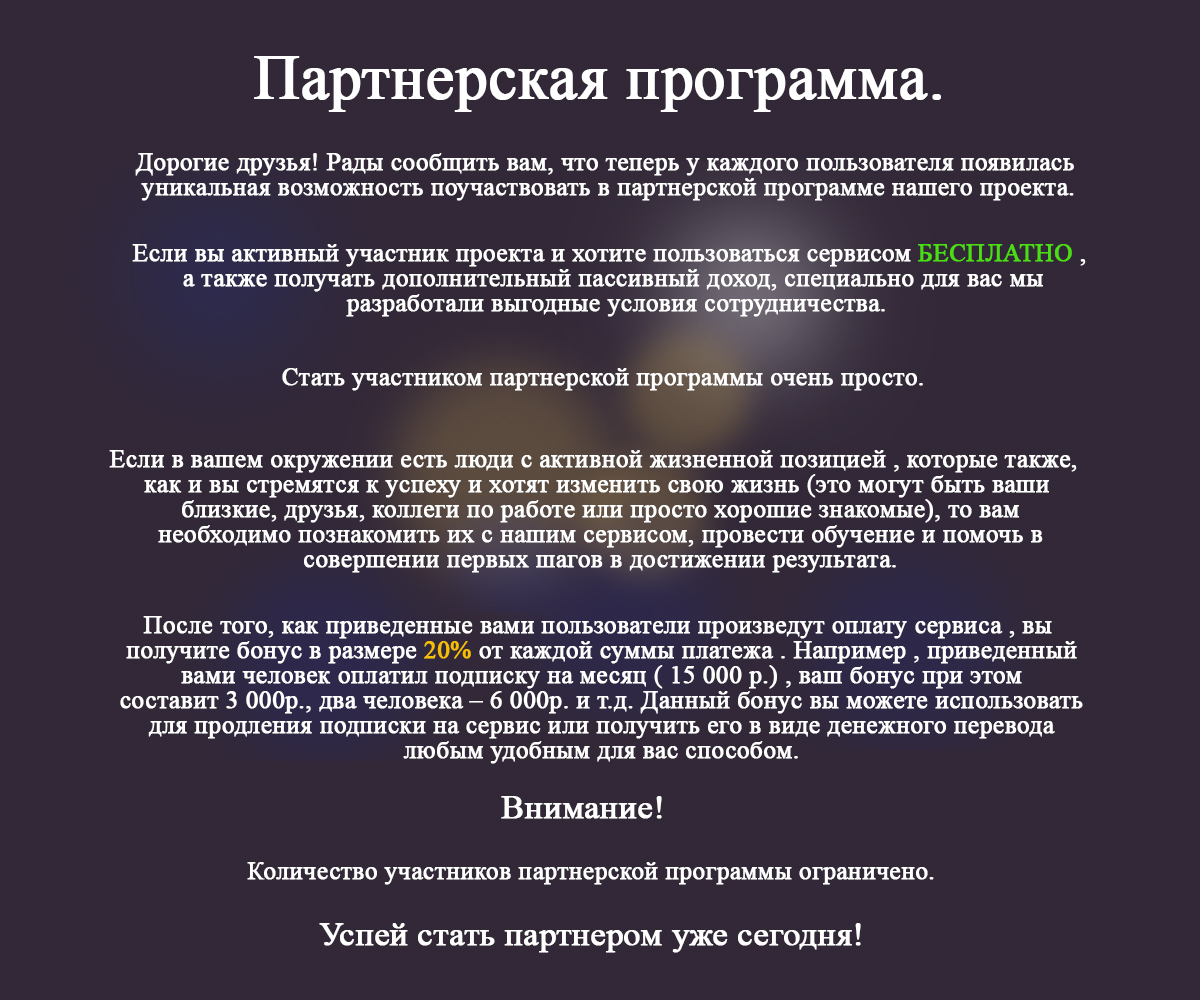 Партнерская программа.
Дорогие друзья! Рады сообщить вам, что теперь у каждого пользователя появилась
уникальная возможность поучаствовать в партнерской программе нашего проекта.
Если вы активный участник проекта и хотите пользоваться сервисом БЕСПЛАТНО ,
а также получать дополнительный пассивный доход, специально для вас мы
разработали выгодные условия сотрудничества.
Стать участником партнерской программы очень просто.
Если в вашем окружении есть люди с активной жизненной позицией , которые также,
как и вы стремятся к успеху и хотят изменить свою жизнь (это могут быть ваши
близкие, друзья, коллеги по работе или просто хорошие знакомые), то вам
необходимо познакомить их с нашим сервисом, провести обучение и помочь в
совершении первых шагов в достижении результата.
После того, как приведенные вами пользователи произведут оплату сервиса , вы
получите бонус в размере 20% от каждой суммы платежа . Например , приведенный
вами человек оплатил подписку на месяц ( 15 000 р.) , ваш бонус при этом
составит 3 000р., два человека – 6 000р. и т.д. Данный бонус вы можете использовать
для продления подписки на сервис или получить его в виде денежного перевода
любым удобным для вас способом.
Внимание!
Количество участников партнерской программы ограничено.
Успей стать партнером уже сегодня!